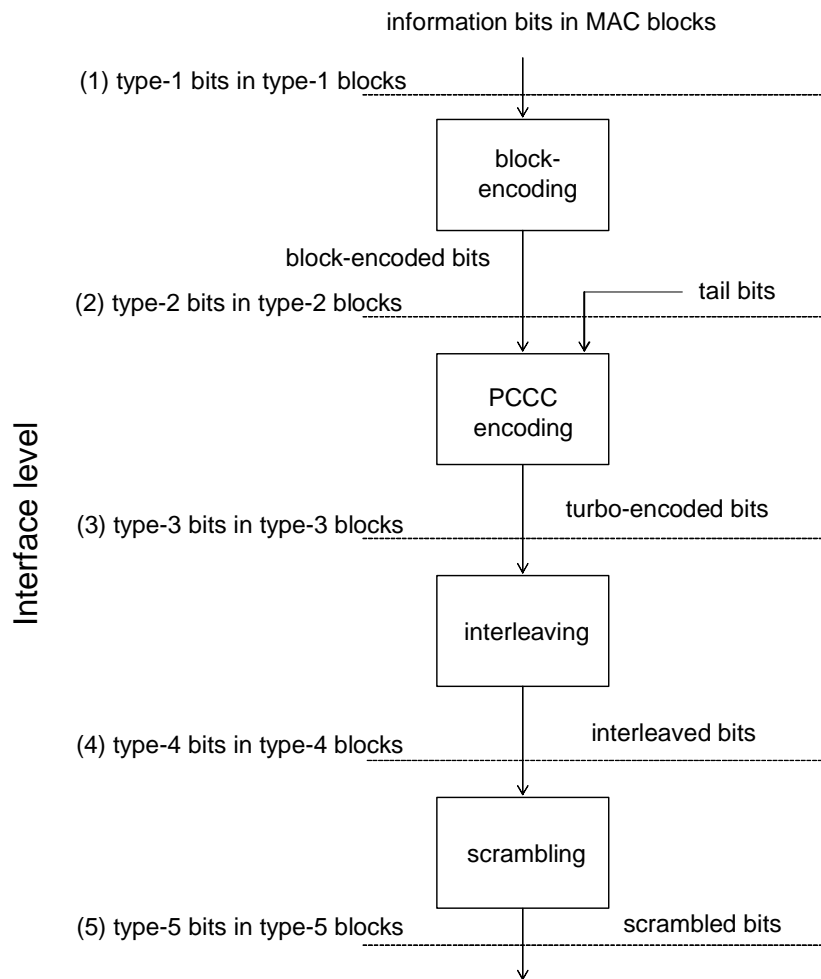 information bits in MAC blocks
(1) type-1 bits in type-1 blocks
block-
encoding
block-encoded bits
(2) type-2 bits in type-2 blocks
tail bits
PCCC
encoding
Interface level
(3) type-3 bits in type-3 blocks
turbo-encoded bits
interleaving
(4) type-4 bits in type-4 blocks
interleaved bits
scrambling
(5) type-5 bits in type-5 blocks
scrambled bits